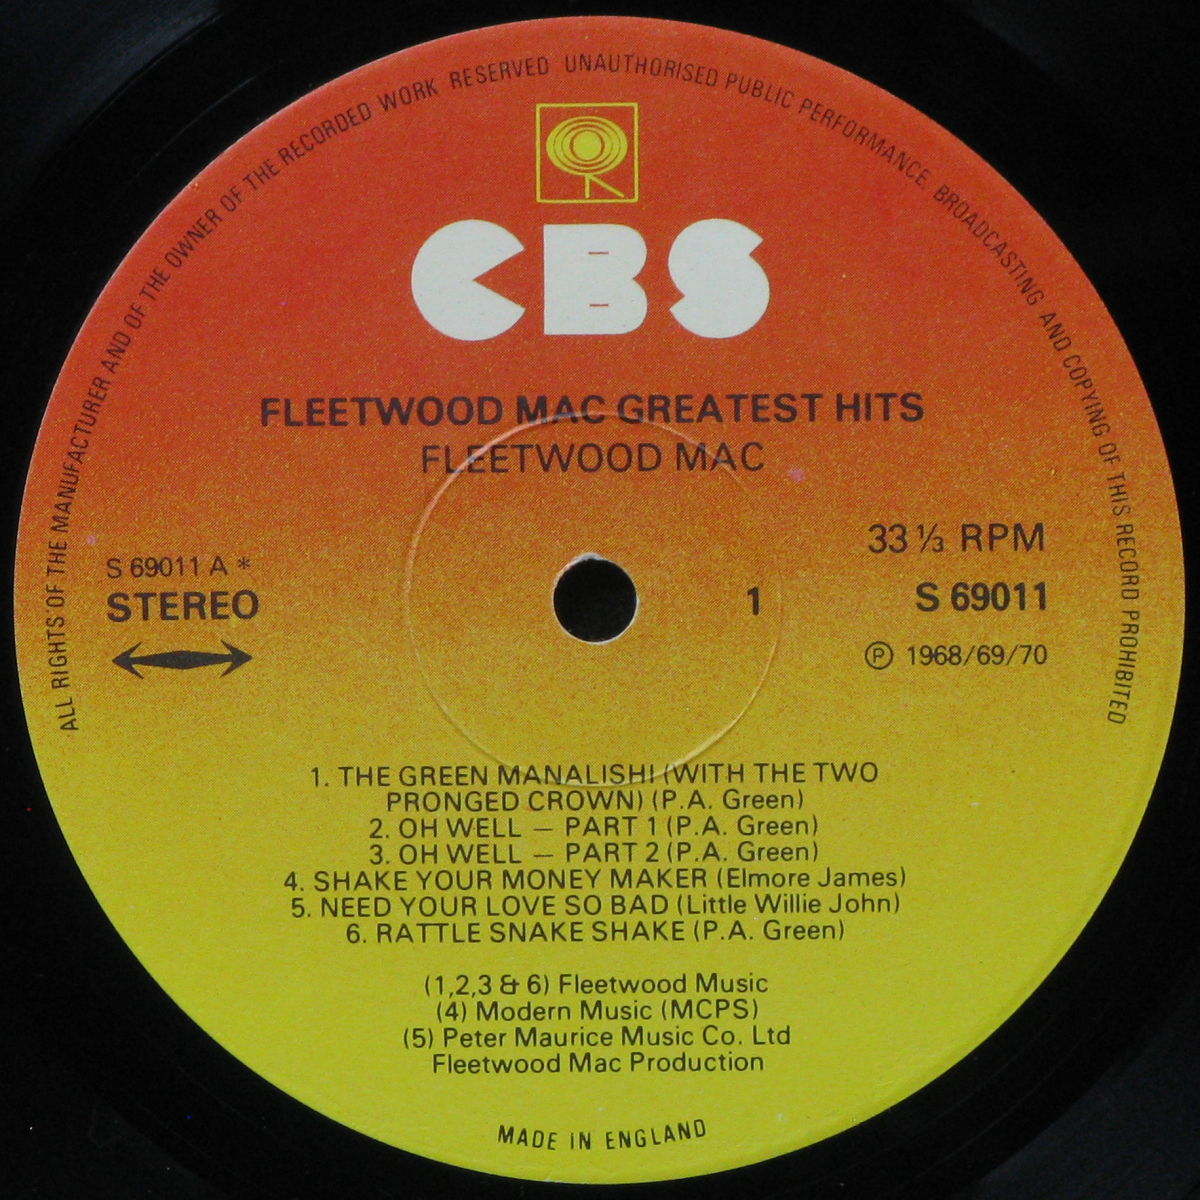 ALL RIGHTS OF THE MANUFACTURER AND OF THE OWNER OF THE RECORDED WORK RESERVED UNAUTHORISED PUBLIC PERFORMANCE, BROADCASTING AND COPYING OF THIS RECORD PROHIBITED
CBS
FLEETWOOD MAC GREATEST HITS
FLEETWOOD MAC
S 69011 A *
STEREO
1
33 ⅓ RPM
S 69011
℗ 1968/69/70
1. THE GREEN MANALISHI (WITH THE TWO
PRONGED CROWN) (P.A. Green)
2. OH WELL — PART 1 (P.A. Green)
3. OH WELL — PART 2 (P.A. Green)
4. SHAKE YOUR MONEY MAKER (Elmore James)
5. NEED YOUR LOVE SO BAD (Little Willie John)
6. RATTLE SNAKE SHAKE (P.A. Green)
(1,2,3 & 6) Fleetwood Music
(4) Modern Music (MCPS)
(5) Peter Maurice Music Co. Ltd
Fleetwood Mac Production
MADE IN ENGLAND